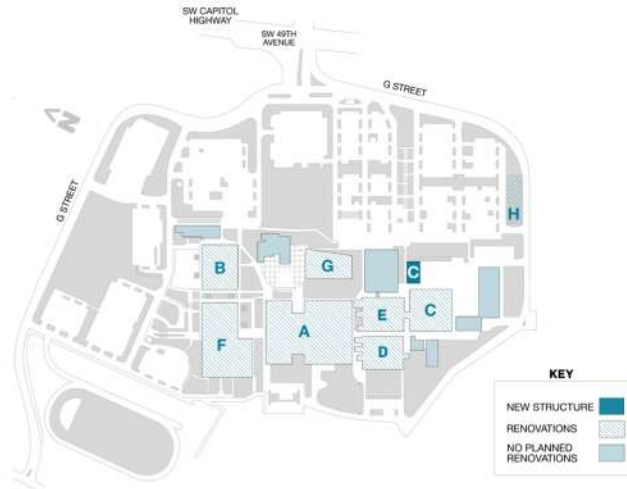 SW CAPITOL
HIGHWAY
SW 49TH
AVENUE
G STREET
N
G STREET
H
B
G
C
E
C
A
F
D
KEY
NEW STRUCTURE
RENOVATIONS
NO PLANNED
RENOVATIONS